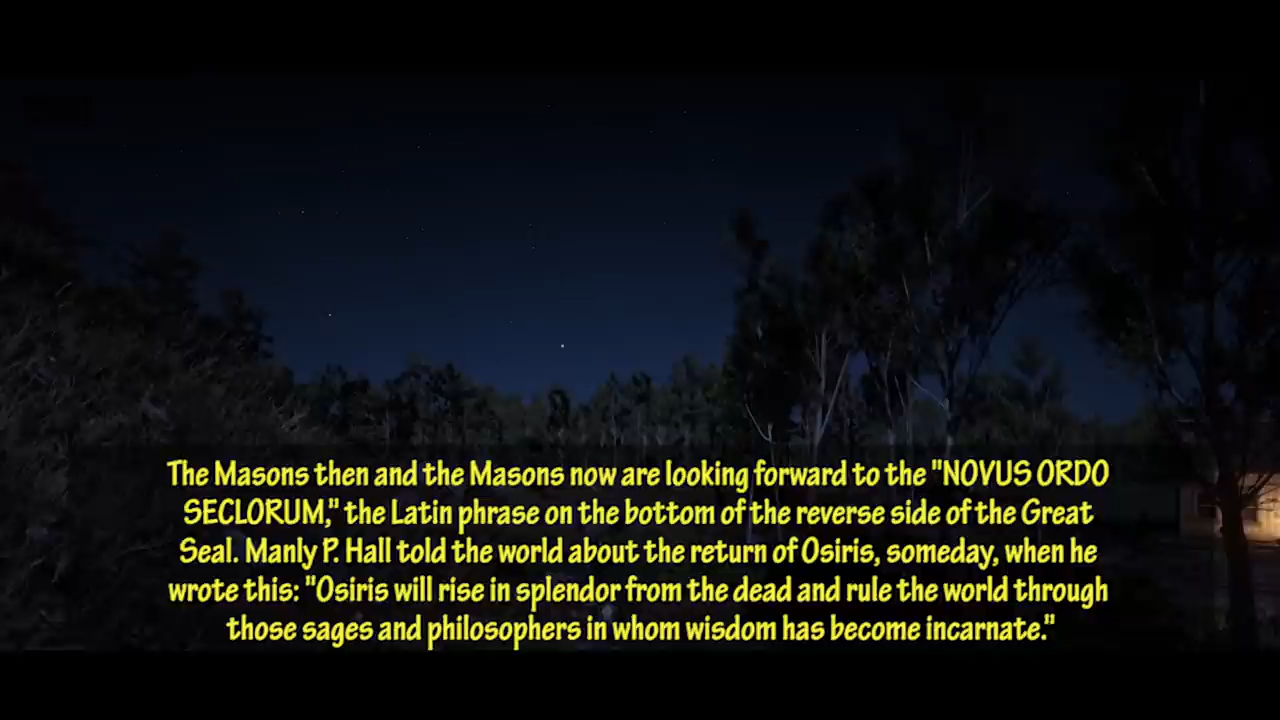 The Masons then and the Masons now are looking forward to the "NOVUS ORDO
SECLORUM," the Latin phrase on the bottom of the reverse side of the Great
Seal. Manly P. Hall told the world about the return of Osiris, someday, when he
wrote this: "Osiris will rise in splendor from the dead and rule the world through
those sages and philosophers in whom wisdom has become incarnate."